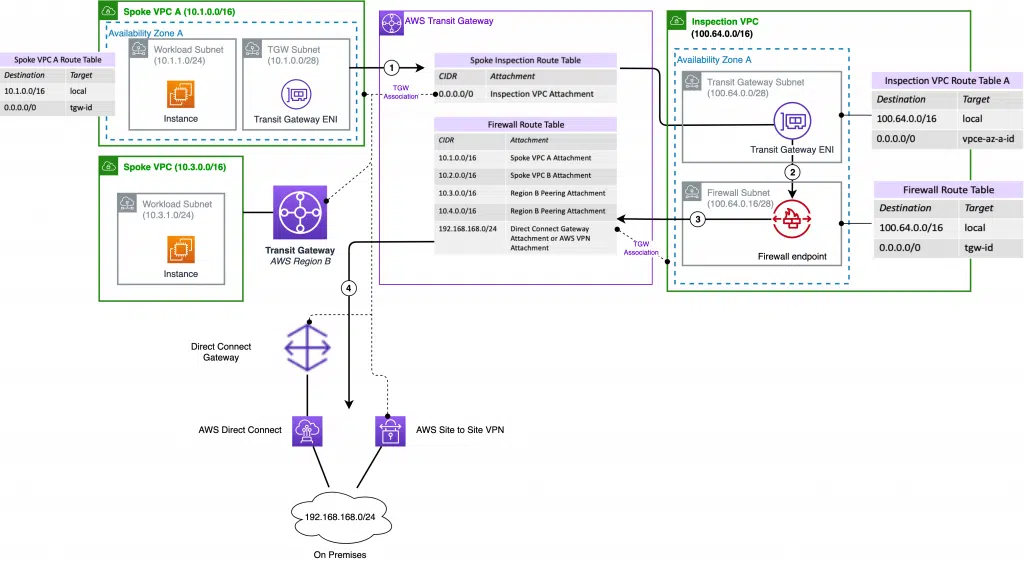 Spoke VPC A (10.1.0.0/16)
Availability Zone A
Workload Subnet
(10.1.1.0/24)
Instance
TGW Subnet
(10.1.0.0/28)
Transit Gateway ENI
Spoke VPC A Route Table
Destination Target
10.1.0.0/16 local
0.0.0.0/0 tgw-id
1
TGW
Association
AWS Transit Gateway
Spoke Inspection Route Table
CIDR Attachment
0.0.0.0/0 Inspection VPC Attachment
Firewall Route Table
CIDR Attachment
10.1.0.0/16 Spoke VPC A Attachment
10.2.0.0/16 Spoke VPC B Attachment
10.3.0.0/16 Region B Peering Attachment
10.4.0.0/16 Region B Peering Attachment
192.168.168.0/24 Direct Connect Gateway
Attachment or AWS VPN
Attachment
TGW
Association
Inspection VPC
(100.64.0.0/16)
Availability Zone A
Transit Gateway Subnet
(100.64.0.0/28)
Transit Gateway ENI
2
Firewall Subnet
(100.64.0.16/28)
3
Firewall endpoint
Inspection VPC Route Table A
Destination Target
100.64.0.0/16 local
0.0.0.0/0 vpce-az-a-id
Firewall Route Table
Destination Target
100.64.0.0/16 local
0.0.0.0/0 tgw-id
Spoke VPC (10.3.0.0/16)
Workload Subnet
(10.3.1.0/24)
Instance
Transit Gateway
AWS Region B
4
Direct Connect
Gateway
AWS Direct Connect
AWS Site to Site VPN
192.168.168.0/24
On Premises